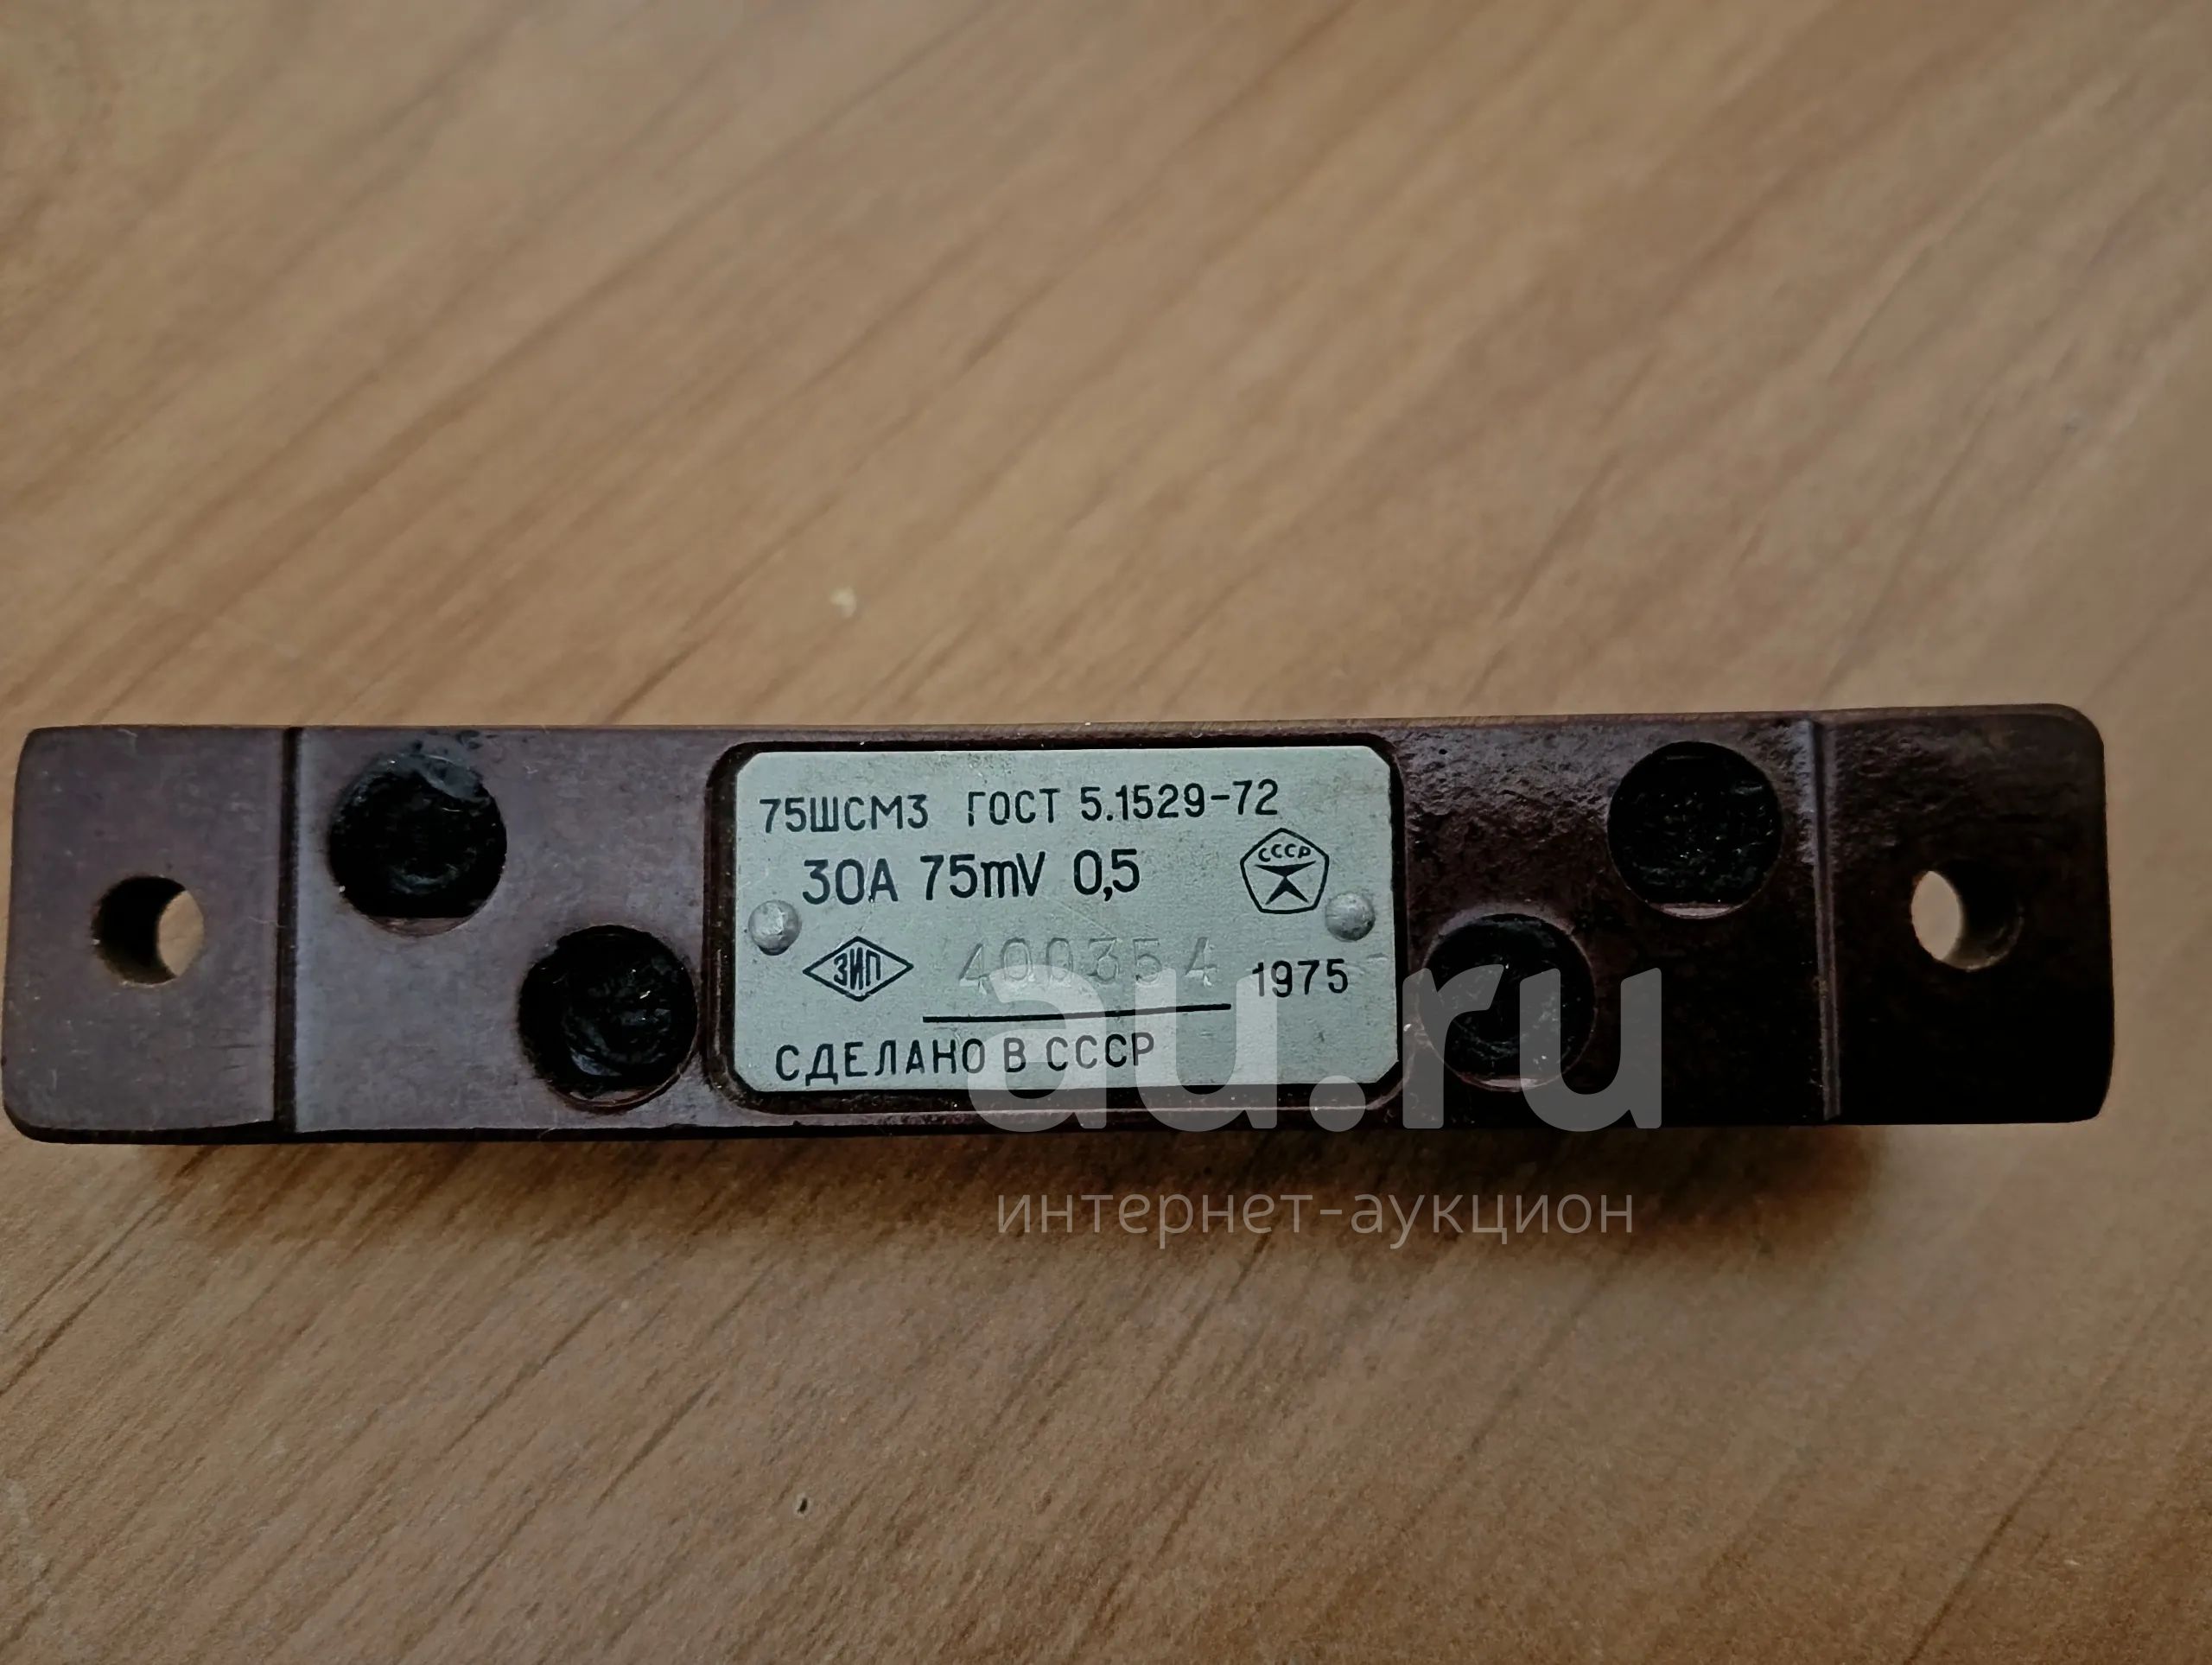 75ШСМ3 ГОСТ 5.1529-72
30А 75mV 0,5
СССР
ЗИП 400354 1975
СДЕЛАНО В СССР
au.ru
интернет-аукцион